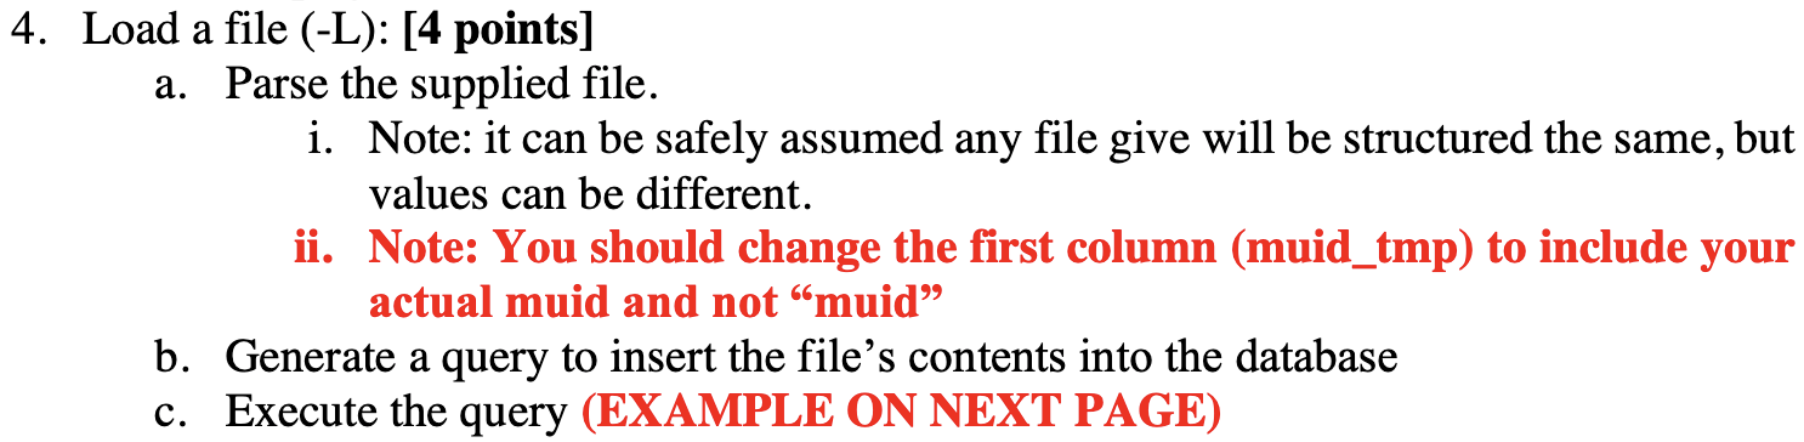 4. Load a file (-L): [4 points]
a. Parse the supplied file.
i. Note: it can be safely assumed any file give will be structured the same, but
values can be different.
ii. Note: You should change the first column (muid_tmp) to include your
actual muid and not “muid”
b. Generate a query to insert the file’s contents into the database
c. Execute the query (EXAMPLE ON NEXT PAGE)